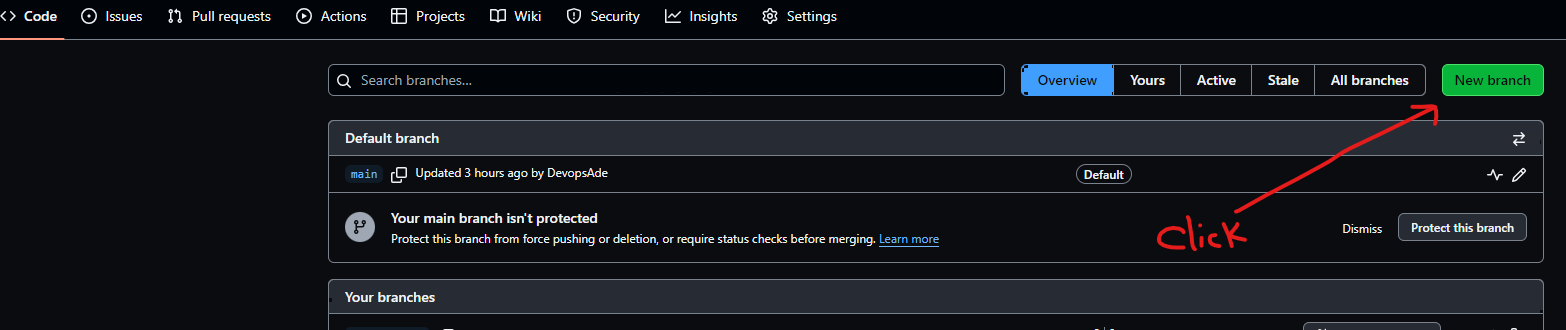 Code Issues Pull requests Actions Projects Wiki Security Insights Settings
Search branches... Overview Yours Active Stale All branches New branch
Default branch
main Updated 3 hours ago by DevopsAde Default
Your main branch isn't protected
Protect this branch from force pushing or deletion, or require status checks before merging. Learn more Dismiss Protect this branch
Click
Your branches